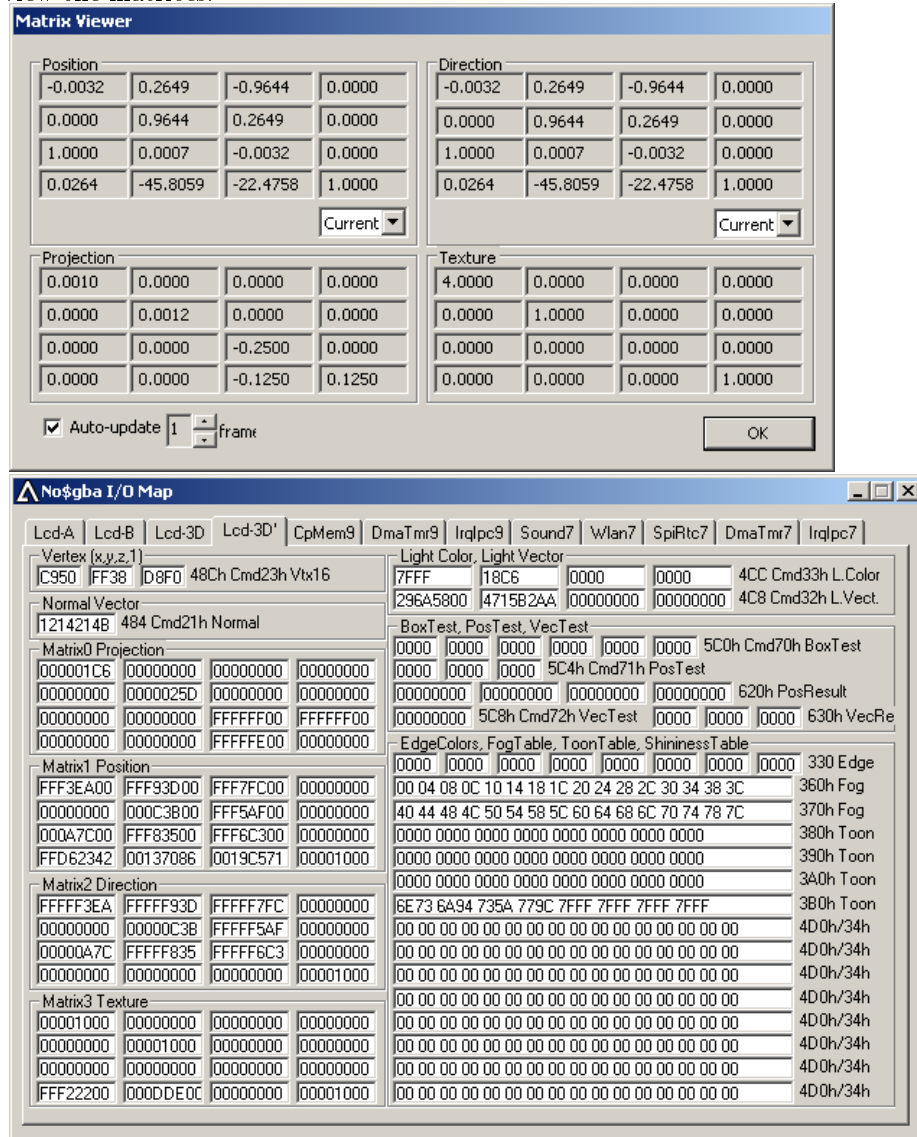 Matrix Viewer
Position
-0.0032 0.2649 -0.9644 0.0000
0.0000 0.9644 0.2649 0.0000
1.0000 0.0007 -0.0032 0.0000
0.0264 -45.8059 -22.4758 1.0000
Current
Direction
-0.0032 0.2649 -0.9644 0.0000
0.0000 0.9644 0.2649 0.0000
1.0000 0.0007 -0.0032 0.0000
0.0264 -45.8059 -22.4758 1.0000
Current
Projection
0.0010 0.0000 0.0000 0.0000
0.0000 0.0012 0.0000 0.0000
0.0000 0.0000 -0.2500 0.0000
0.0000 0.0000 -0.1250 0.1250
Texture
4.0000 0.0000 0.0000 0.0000
0.0000 1.0000 0.0000 0.0000
0.0000 0.0000 0.0000 0.0000
0.0000 0.0000 0.0000 1.0000
Auto-update 1 frame
OK
No$gba I/O Map
Lcd-A Lcd-B Lcd-3D Lcd-3D' CpMem9 DmaTmr9 IrqIpc9 Sound7 Wlan7 SpiRtc7 DmaTmr7 IrqIpc7
Vertex (x,y,z,1)
C950 FF38 D8F0 48Ch Cmd23h Vtx16
Normal Vector
1214214B 484 Cmd21h Normal
Matrix0 Projection
000001C6 00000000 00000000 00000000
00000000 0000025D 00000000 00000000
00000000 00000000 FFFFFF00 FFFFFF00
00000000 00000000 FFFFFE00 00000000
Matrix1 Position
FFF3EA00 FFF93D00 FFF7FC00 00000000
00000000 000C3B00 FFF5AF00 00000000
000A7C00 FFF83500 FFF6C300 00000000
FFD62342 00137086 0019C571 00001000
Matrix2 Direction
FFFFF3EA FFFFF93D FFFFF7FC 00000000
00000000 00000C3B FFFFF5AF 00000000
00000A7C FFFFF835 FFFFF6C3 00000000
00000000 00000000 00000000 00001000
Matrix3 Texture
00001000 00000000 00000000 00000000
00000000 00001000 00000000 00000000
00000000 00000000 00000000 00000000
FFF22200 000DDE00 00000000 00001000
Light Color, Light Vector
7FFF 18C6 0000 0000 4CC Cmd33h L.Color
296A5800 4715B2AA 00000000 00000000 4C8 Cmd32h L.Vect.
BoxTest, PosTest, VecTest
0000 0000 0000 0000 0000 0000 5C0h Cmd70h BoxTest
0000 0000 0000 5C4h Cmd71h PosTest
00000000 00000000 00000000 00000000 620h PosResult
00000000 5C8h Cmd72h VecTest 0000 0000 0000 630h VecRe
EdgeColors, FogTable, ToonTable, ShininessTable
0000 0000 0000 0000 0000 0000 0000 0000 330 Edge
00 04 08 0C 10 14 18 1C 20 24 28 2C 30 34 38 3C 360h Fog
40 44 48 4C 50 54 58 5C 60 64 68 6C 70 74 78 7C 370h Fog
0000 0000 0000 0000 0000 0000 0000 0000 380h Toon
0000 0000 0000 0000 0000 0000 0000 0000 390h Toon
0000 0000 0000 0000 0000 0000 0000 0000 3A0h Toon
6E73 6A94 735A 779C 7FFF 7FFF 7FFF 7FFF 3B0h Toon
00 00 00 00 00 00 00 00 00 00 00 00 00 00 00 00 4D0h/34h
00 00 00 00 00 00 00 00 00 00 00 00 00 00 00 00 4D0h/34h
00 00 00 00 00 00 00 00 00 00 00 00 00 00 00 00 4D0h/34h
00 00 00 00 00 00 00 00 00 00 00 00 00 00 00 00 4D0h/34h
00 00 00 00 00 00 00 00 00 00 00 00 00 00 00 00 4D0h/34h
00 00 00 00 00 00 00 00 00 00 00 00 00 00 00 00 4D0h/34h
00 00 00 00 00 00 00 00 00 00 00 00 00 00 00 00 4D0h/34h
00 00 00 00 00 00 00 00 00 00 00 00 00 00 00 00 4D0h/34h